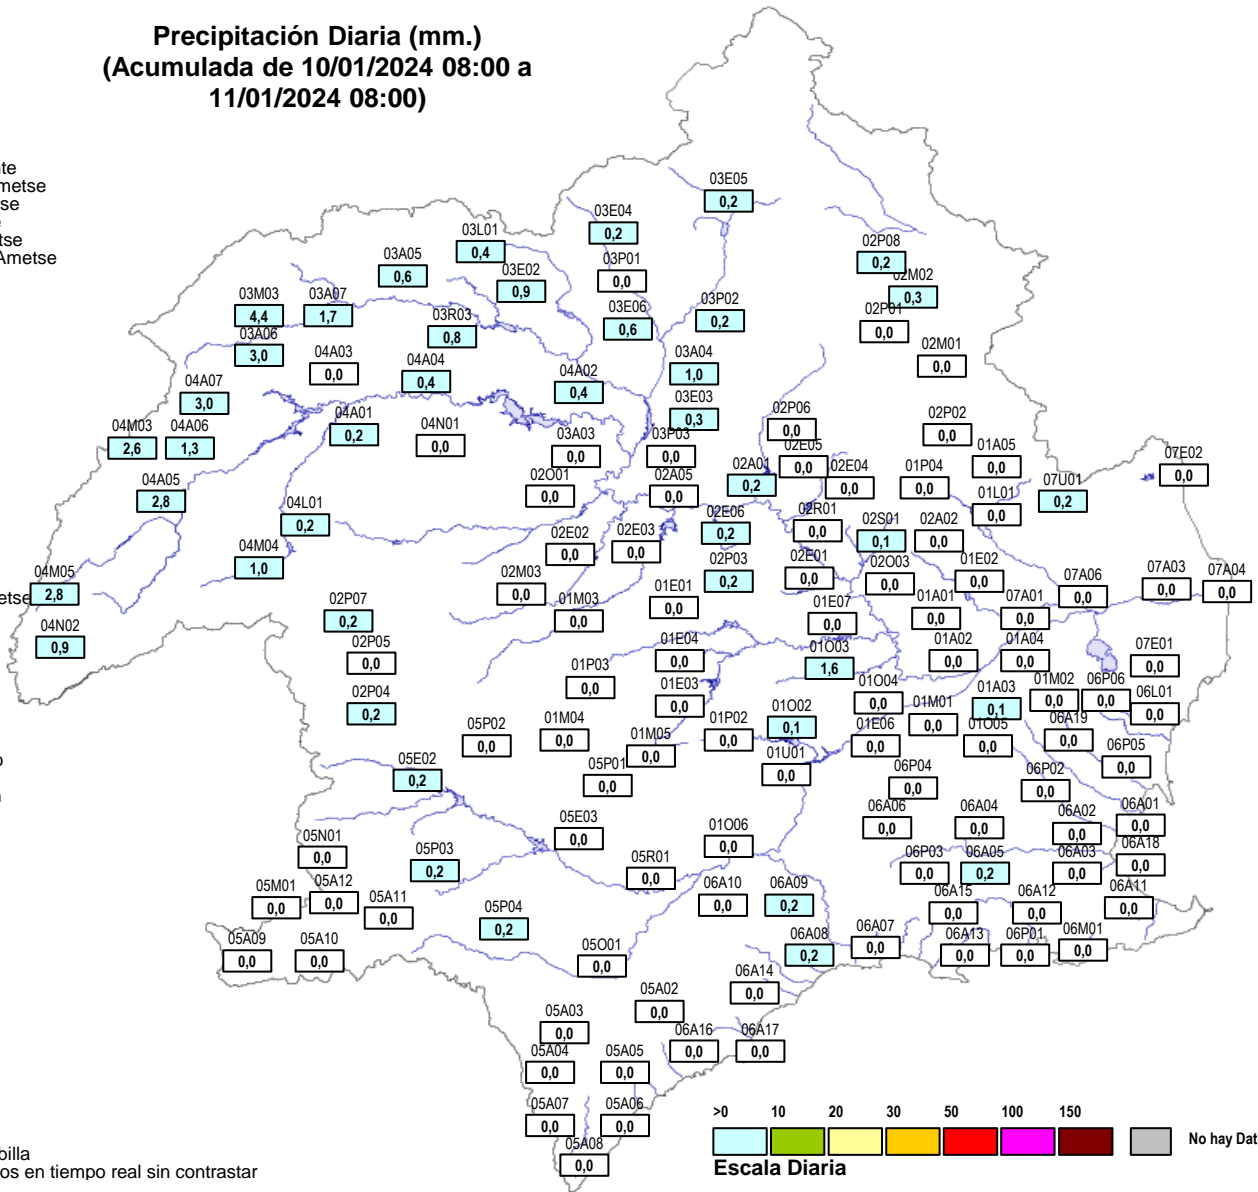 Precipitación Diaria (mm.)
(Acumulada de 10/01/2024 08:00 a
11/01/2024 08:00)
nte
metse
tse
e
tse
Ametse
03E05
0,2
03E04
0,2
03L01
0,4
03P01
0,0
02P08
0,2
03A05
0,6
03E02
0,9
02M02
0,3
03M03
4,4
03A07
1,7
03P02
0,2
03E06
0,6
02P01
0,0
03R03
0,8
03A06
3,0
04A03
0,0
04A04
0,4
03A04
1,0
02M01
0,0
04A02
0,4
04A07
3,0
03E03
0,3
04A01
0,2
04M03
2,6
04A06
1,3
04N01
0,0
03A03
0,0
03P03
0,0
02P06
0,0
02P02
0,0
02E05
0,0
01A05
0,0
07E02
0,0
04A05
2,8
02O01
0,0
02A05
0,0
02A01
0,2
02E04
0,0
01P04
0,0
07U01
0,2
01L01
0,0
04L01
0,2
02E06
0,2
02R01
0,0
02S01
0,1
02A02
0,0
02E02
0,0
02E03
0,0
04M04
1,0
02P03
0,2
02E01
0,0
02O03
0,0
01E02
0,0
04M05
2,8
etse
02M03
0,0
07A03
0,0
07A04
0,0
07A06
0,0
01E01
0,0
01M03
0,0
02P07
0,2
01E07
0,0
01A01
0,0
07A01
0,0
04N02
0,9
02P05
0,0
01E04
0,0
01O03
1,6
01A02
0,0
01A04
0,0
07E01
0,0
01P03
0,0
01E03
0,0
01O04
0,0
01A03
0,1
01M02
0,0
06P06
0,0
06L01
0,0
02P04
0,2
01M01
0,0
05P02
0,0
01M04
0,0
01M05
0,0
01P02
0,0
01O02
0,1
01E06
0,0
01O05
0,0
06A19
0,0
06P05
0,0
o
05E02
0,2
05P01
0,0
01U01
0,0
06P04
0,0
06P02
0,0
05E03
0,0
01O06
0,0
06A06
0,0
06A04
0,0
06A02
0,0
06A01
0,0
05N01
0,0
05P03
0,2
05R01
0,0
06P03
0,0
06A05
0,2
06A03
0,0
06A18
0,0
05M01
0,0
05A12
0,0
05A11
0,0
06A10
0,0
06A09
0,2
06A15
0,0
06A12
0,0
06A11
0,0
05P04
0,2
05A09
0,0
05A10
0,0
05O01
0,0
06A08
0,2
06A07
0,0
06A13
0,0
06P01
0,0
06M01
0,0
06A14
0,0
05A02
0,0
05A03
0,0
06A16
0,0
06A17
0,0
05A04
0,0
05A05
0,0
05A07
0,0
05A06
0,0
05A08
0,0
>0 10 20 30 50 100 150
No hay Dat
Escala Diaria
billa
os en tiempo real sin contrastar